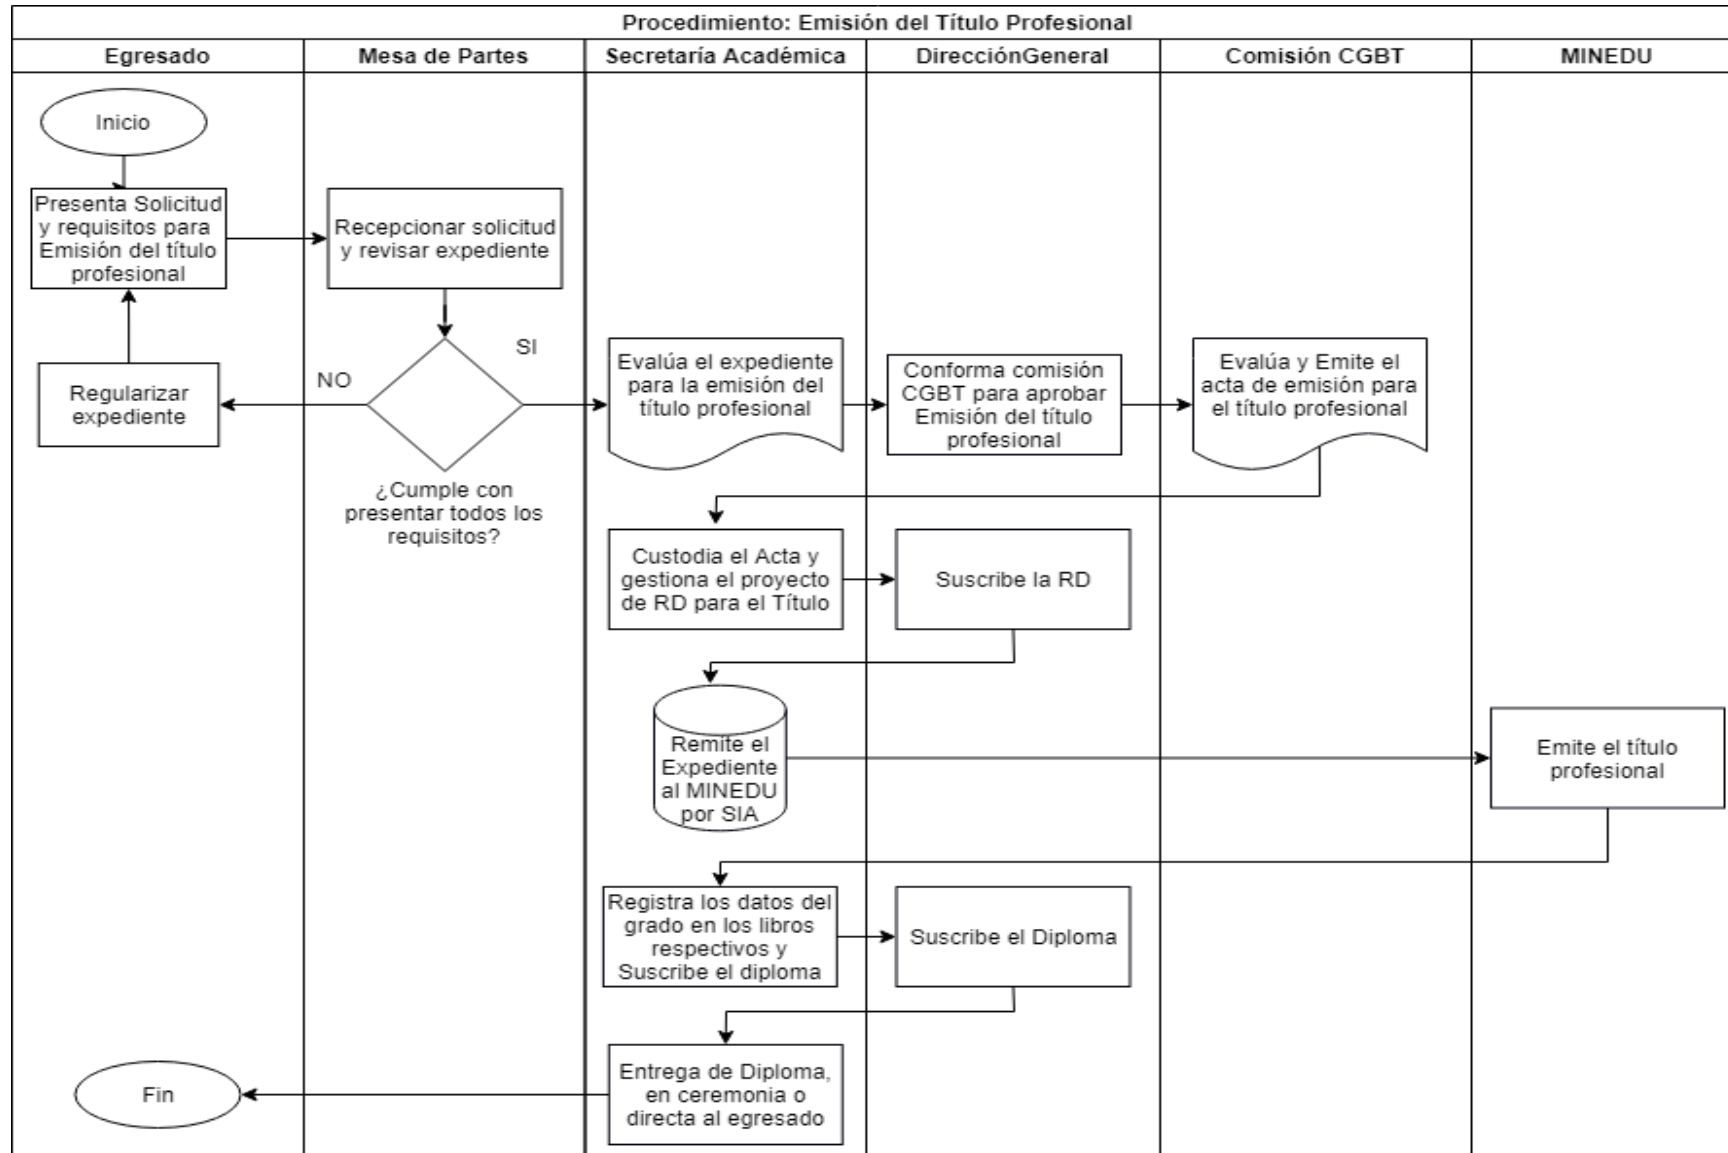 Procedimiento: Emisión del Título Profesional
Egresado
Mesa de Partes
Secretaría Académica
DirecciónGeneral
Comisión CGBT
MINEDU
Inicio
Presenta Solicitud
y requisitos para
Emisión del título
profesional
Recepcionar solicitud
y revisar expediente
Regularizar
expediente
NO
SI
¿Cumple con
presentar todos los
requisitos?
Evalúa el expediente
para la emisión del
título profesional
Conforma comisión
CGBT para aprobar
Emisión del título
profesional
Evalúa y Emite el
acta de emisión para
el título profesional
Custodia el Acta y
gestiona el proyecto
de RD para el Título
Suscribe la RD
Remite el
Expediente
al MINEDU
por SIA
Emite el título
profesional
Registra los datos del
grado en los libros
respectivos y
Suscribe el diploma
Suscribe el Diploma
Entrega de Diploma,
en ceremonia o
directa al egresado
Fin